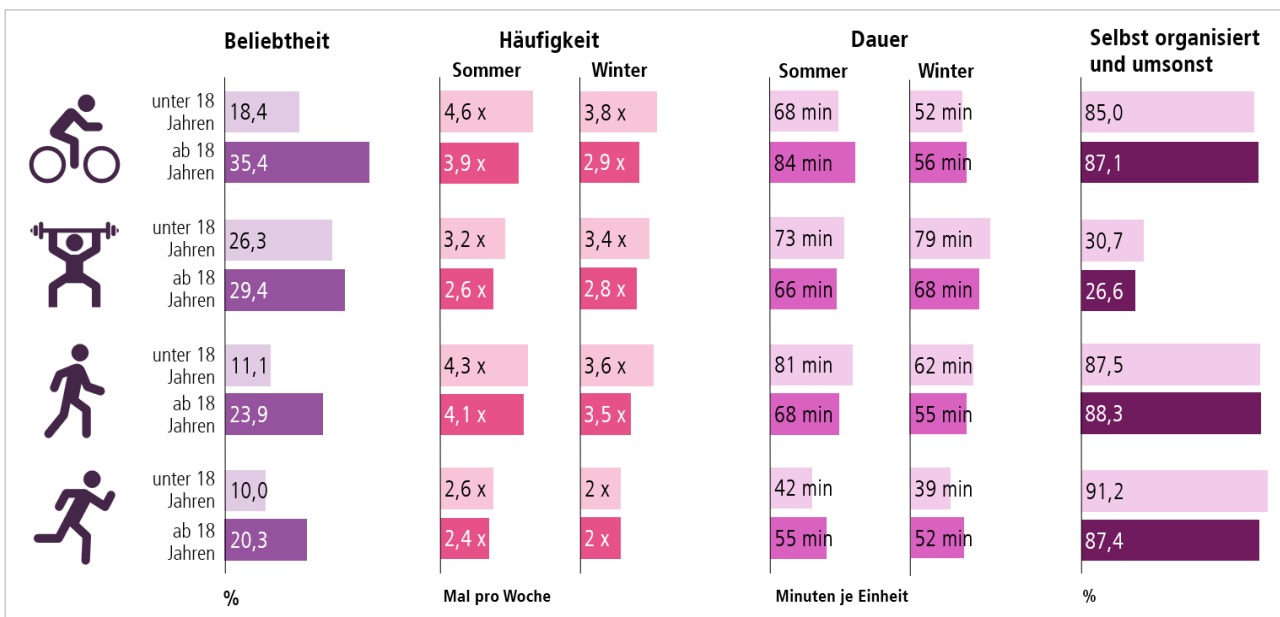 Beliebtheit
Häufigkeit
Dauer
Selbst organisiert
und umsonst
Sommer
Winter
Sommer
Winter
unter 18
Jahren
18,4
4,6 x
3,8 x
68 min
52 min
85,0
ab 18
Jahren
35,4
3,9 x
2,9 x
84 min
56 min
87,1
unter 18
Jahren
26,3
3,2 x
3,4 x
73 min
79 min
30,7
ab 18
Jahren
29,4
2,6 x
2,8 x
66 min
68 min
26,6
unter 18
Jahren
11,1
4,3 x
3,6 x
81 min
62 min
87,5
ab 18
Jahren
23,9
4,1 x
3,5 x
68 min
55 min
88,3
unter 18
Jahren
10,0
2,6 x
2 x
42 min
39 min
91,2
ab 18
Jahren
20,3
2,4 x
2 x
55 min
52 min
87,4
%
Mal pro Woche
Minuten je Einheit
%